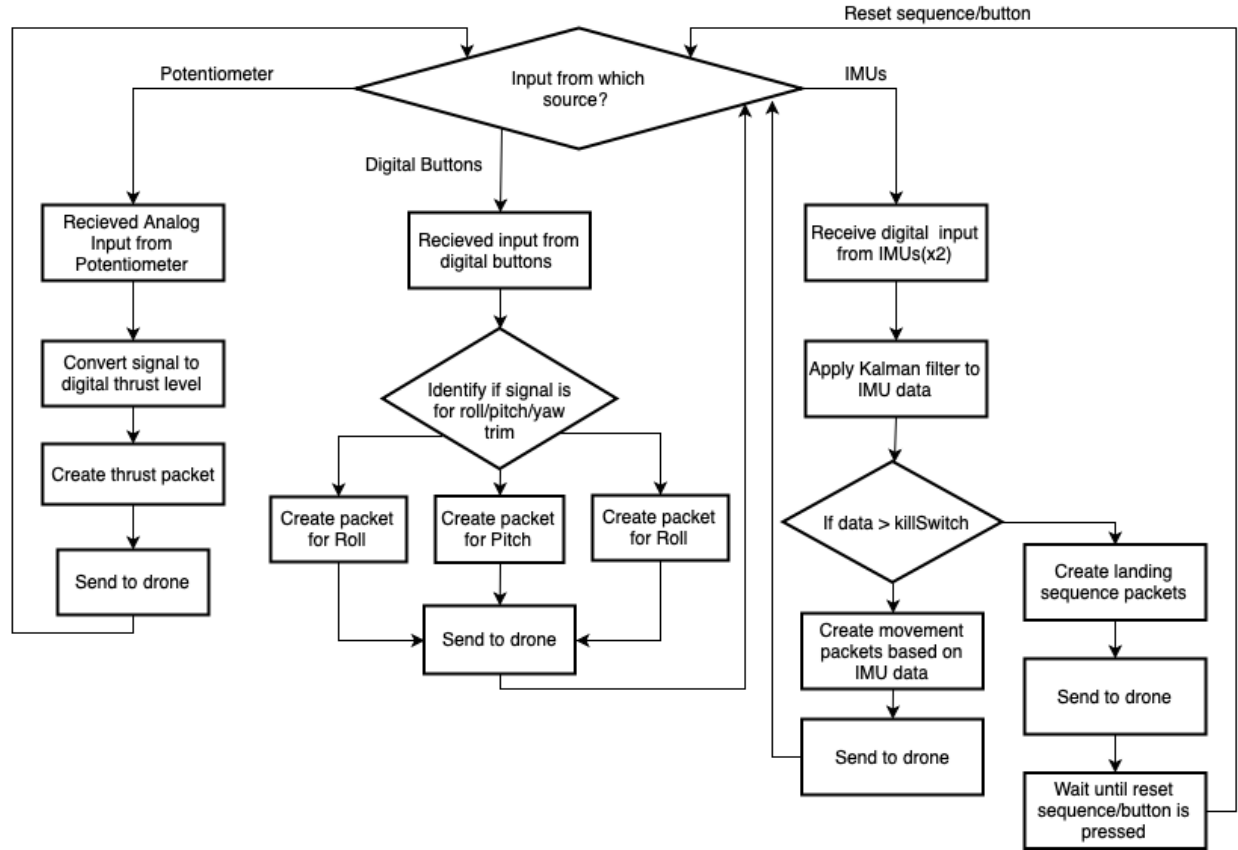 Reset sequence/button
Potentiometer
Input from which
source?
IMUs
Digital Buttons
Recieved Analog
Input from
Potentiometer
Convert signal to
digital thrust level
Create thrust packet
Send to drone
Recieved input from
digital buttons
Identify if signal is
for roll/pitch/yaw
trim
Create packet
for Roll
Create packet
for Pitch
Create packet
for Roll
Send to drone
Receive digital input
from IMUs(x2)
Apply Kalman filter to
IMU data
If data > killSwitch
Create movement
packets based on
IMU data
Send to drone
Create landing
sequence packets
Send to drone
Wait until reset
sequence/button is
pressed